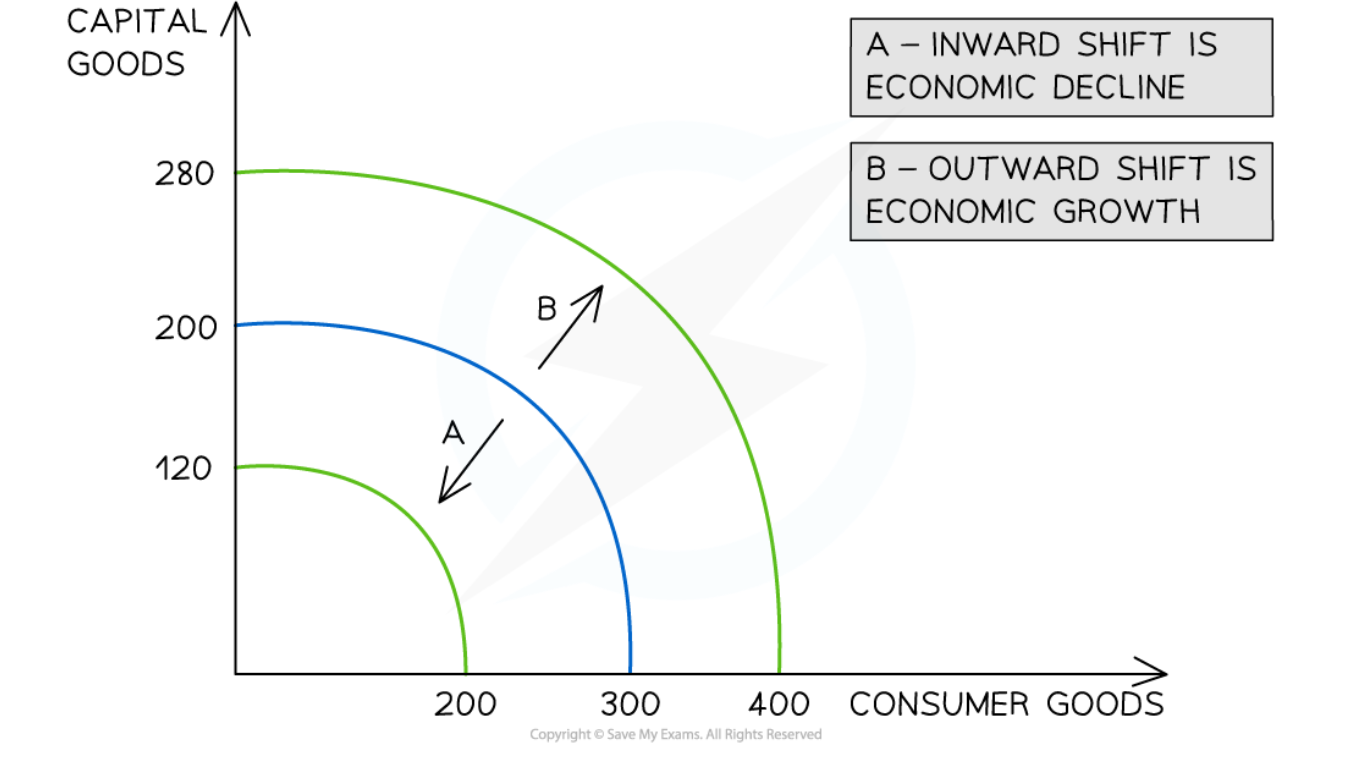 CAPITAL
GOODS
A – INWARD SHIFT IS
ECONOMIC DECLINE
B – OUTWARD SHIFT IS
ECONOMIC GROWTH
280
B
200
A
120
200 300 400 CONSUMER GOODS
Copyright © Save My Exams. All Rights Reserved